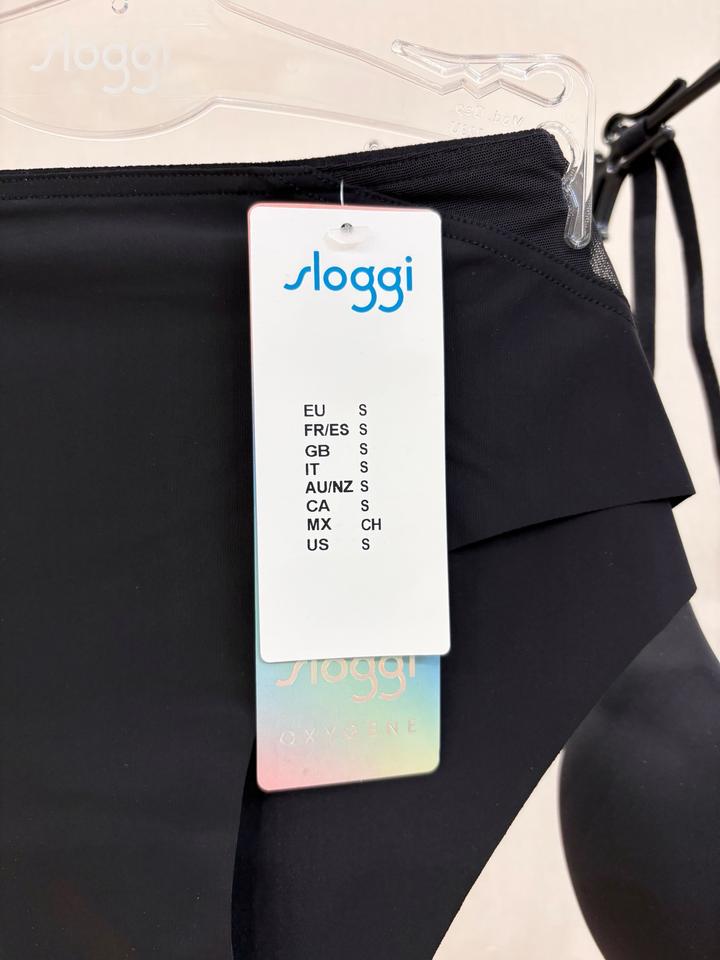 sloggi
sloggi
EU S
FR/ES S
GB S
IT S
AU/NZ S
CA S
MX CH
US S
sloggi
OXYGENE